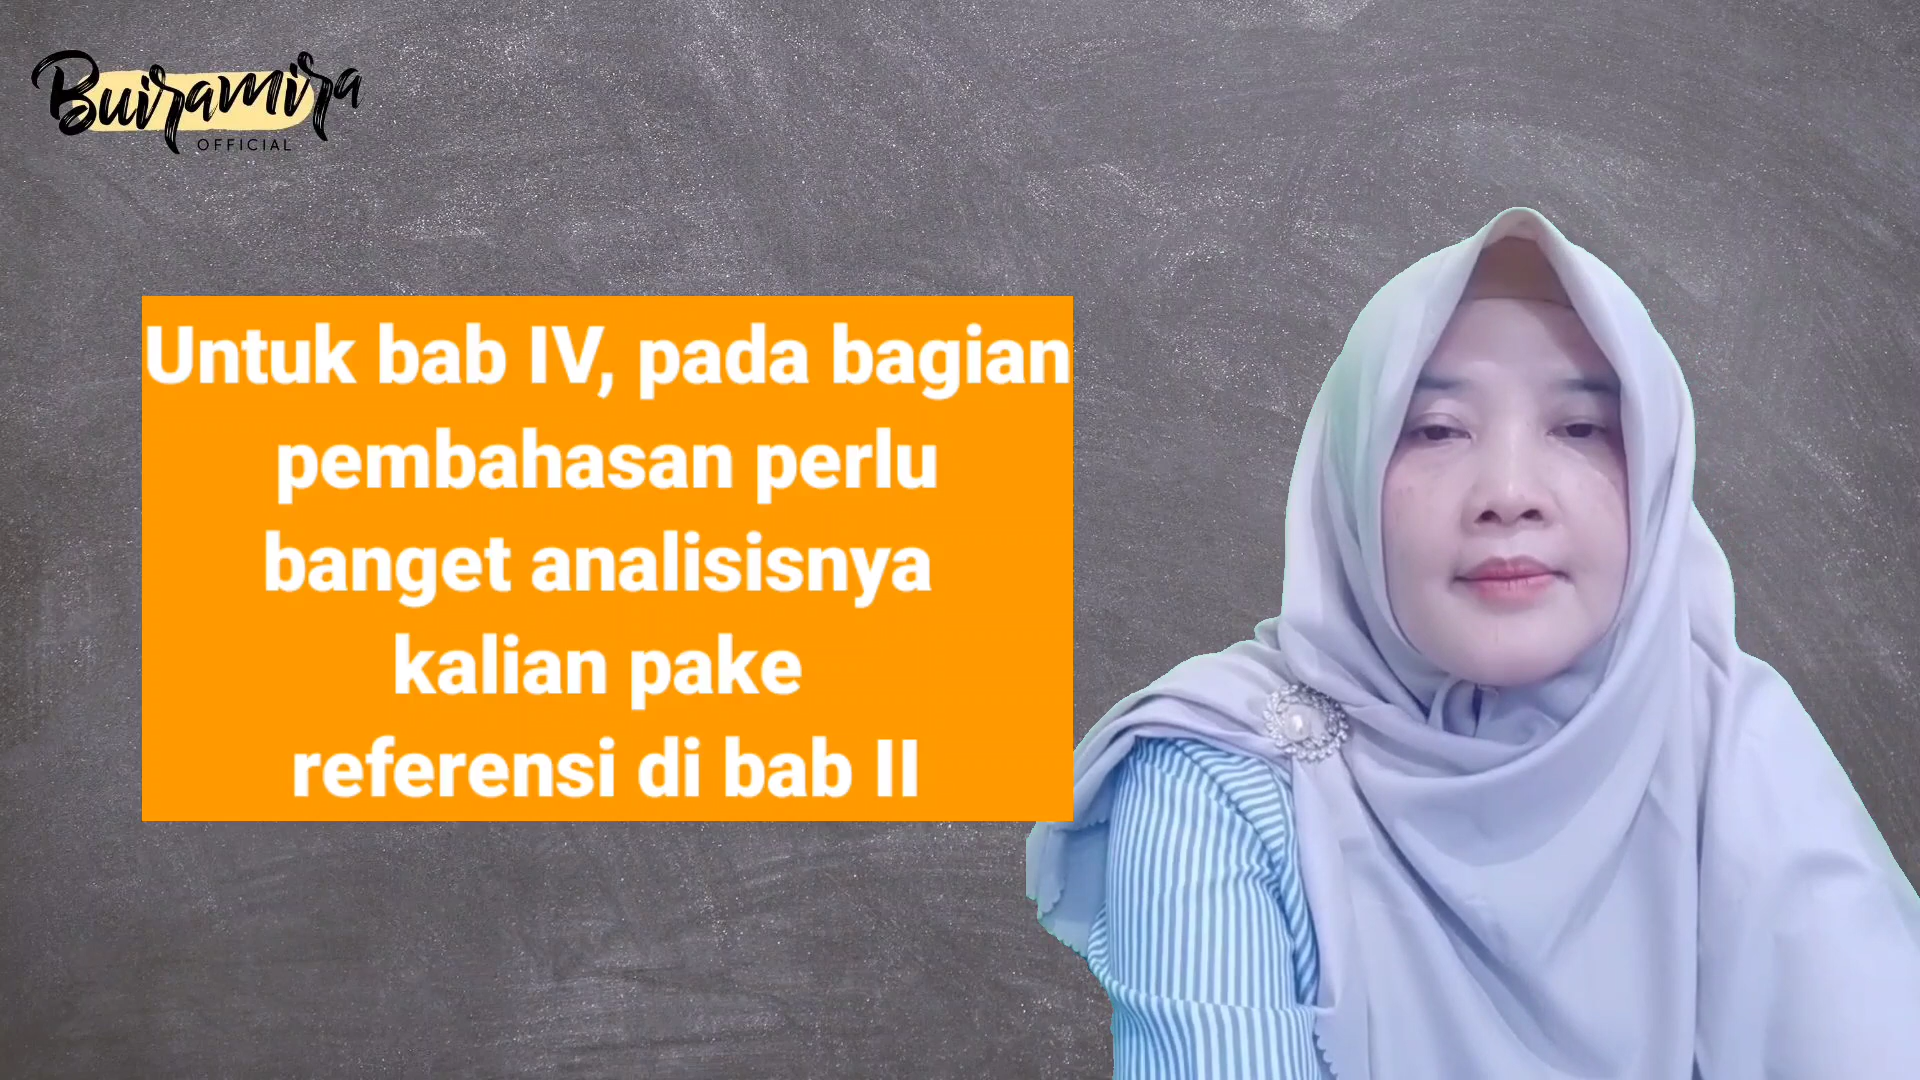 Buiramira
OFFICIAL
Untuk bab IV, pada bagian
pembahasan perlu
banget analisisnya
kalian pake
referensi di bab II